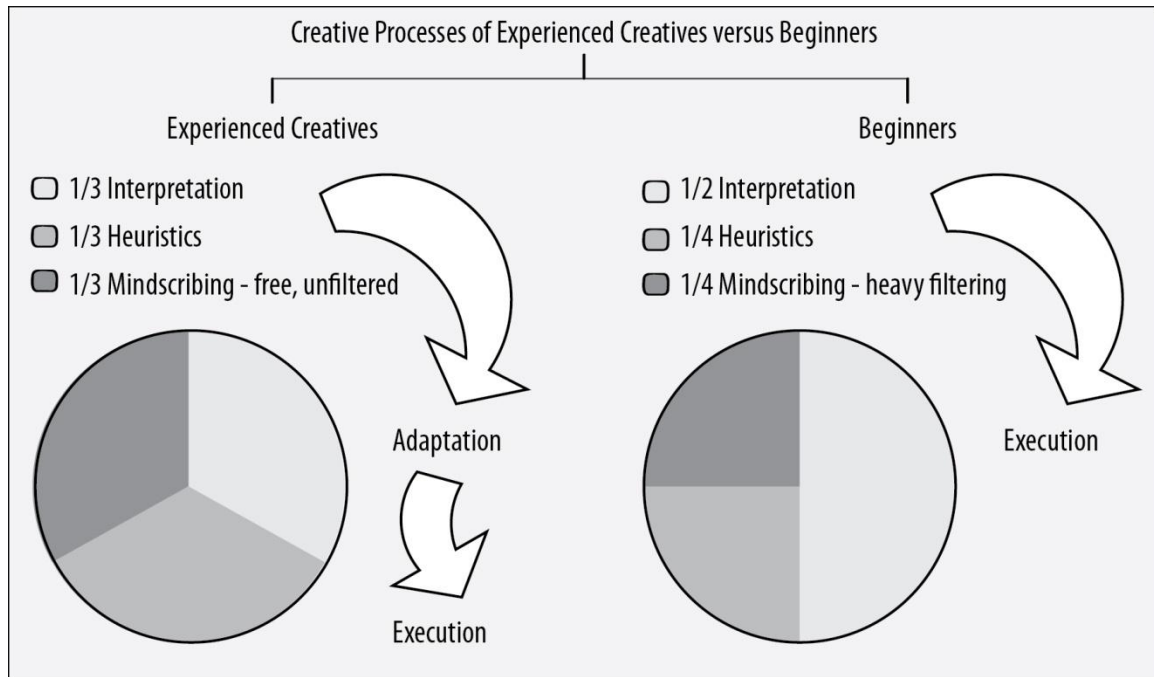 Creative Processes of Experienced Creatives versus Beginners
Experienced Creatives
1/3 Interpretation
1/3 Heuristics
1/3 Mindscribing - free, unfiltered
Adaptation
Execution
Beginners
1/2 Interpretation
1/4 Heuristics
1/4 Mindscribing - heavy filtering
Execution